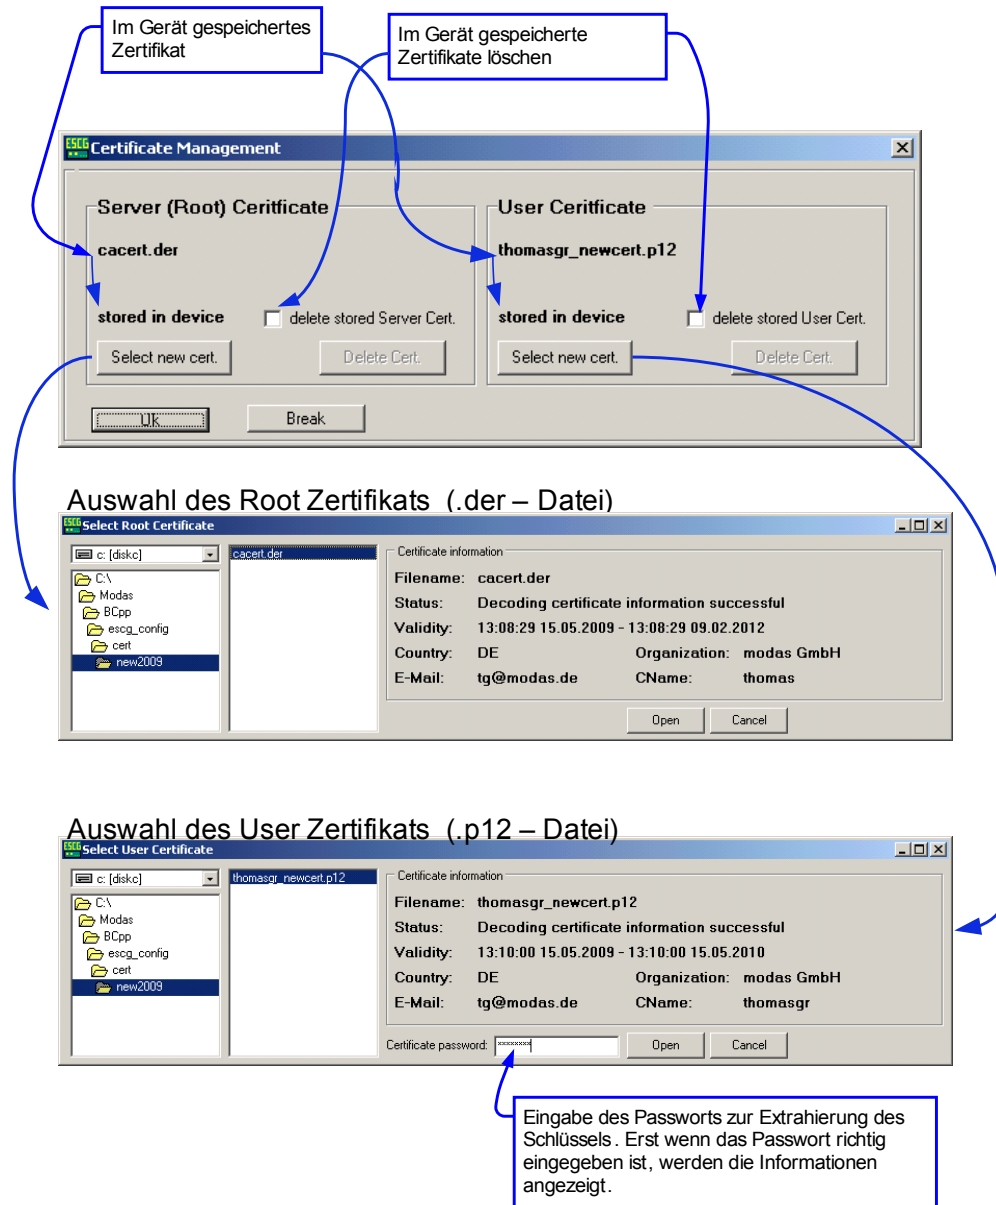 Im Gerät gespeichertes
Zertifikat
Im Gerät gespeicherte
Zertifikate löschen
ESCG Certificate Management
Server (Root) Ceritficate
User Ceritficate
cacert.der
thomasgr_newcert.p12
stored in device
delete stored Server Cert.
stored in device
delete stored User Cert.
Select new cert.
Delete Cert.
Select new cert.
Delete Cert.
Ok
Break
Auswahl des Root Zertifikats (.der – Datei)
ESCG Select Root Certificate
c: [diskc]
cacert.der
Certificate information
C:\
Modas
BCpp
escg_config
cert
new2009
Filename: cacert.der
Status: Decoding certificate information successful
Validity: 13:08:29 15.05.2009 - 13:08:29 09.02.2012
Country: DE Organization: modas GmbH
E-Mail: tg@modas.de CName: thomas
Open
Cancel
Auswahl des User Zertifikats (.p12 – Datei)
ESCG Select User Certificate
c: [diskc]
thomasgr_newcert.p12
Certificate information
C:\
Modas
BCpp
escg_config
cert
new2009
Filename: thomasgr_newcert.p12
Status: Decoding certificate information successful
Validity: 13:10:00 15.05.2009 - 13:10:00 15.05.2010
Country: DE Organization: modas GmbH
E-Mail: tg@modas.de CName: thomasgr
Certificate password: ********
Open
Cancel
Eingabe des Passworts zur Extrahierung des
Schlüssels. Erst wenn das Passwort richtig
eingegeben ist, werden die Informationen
angezeigt.